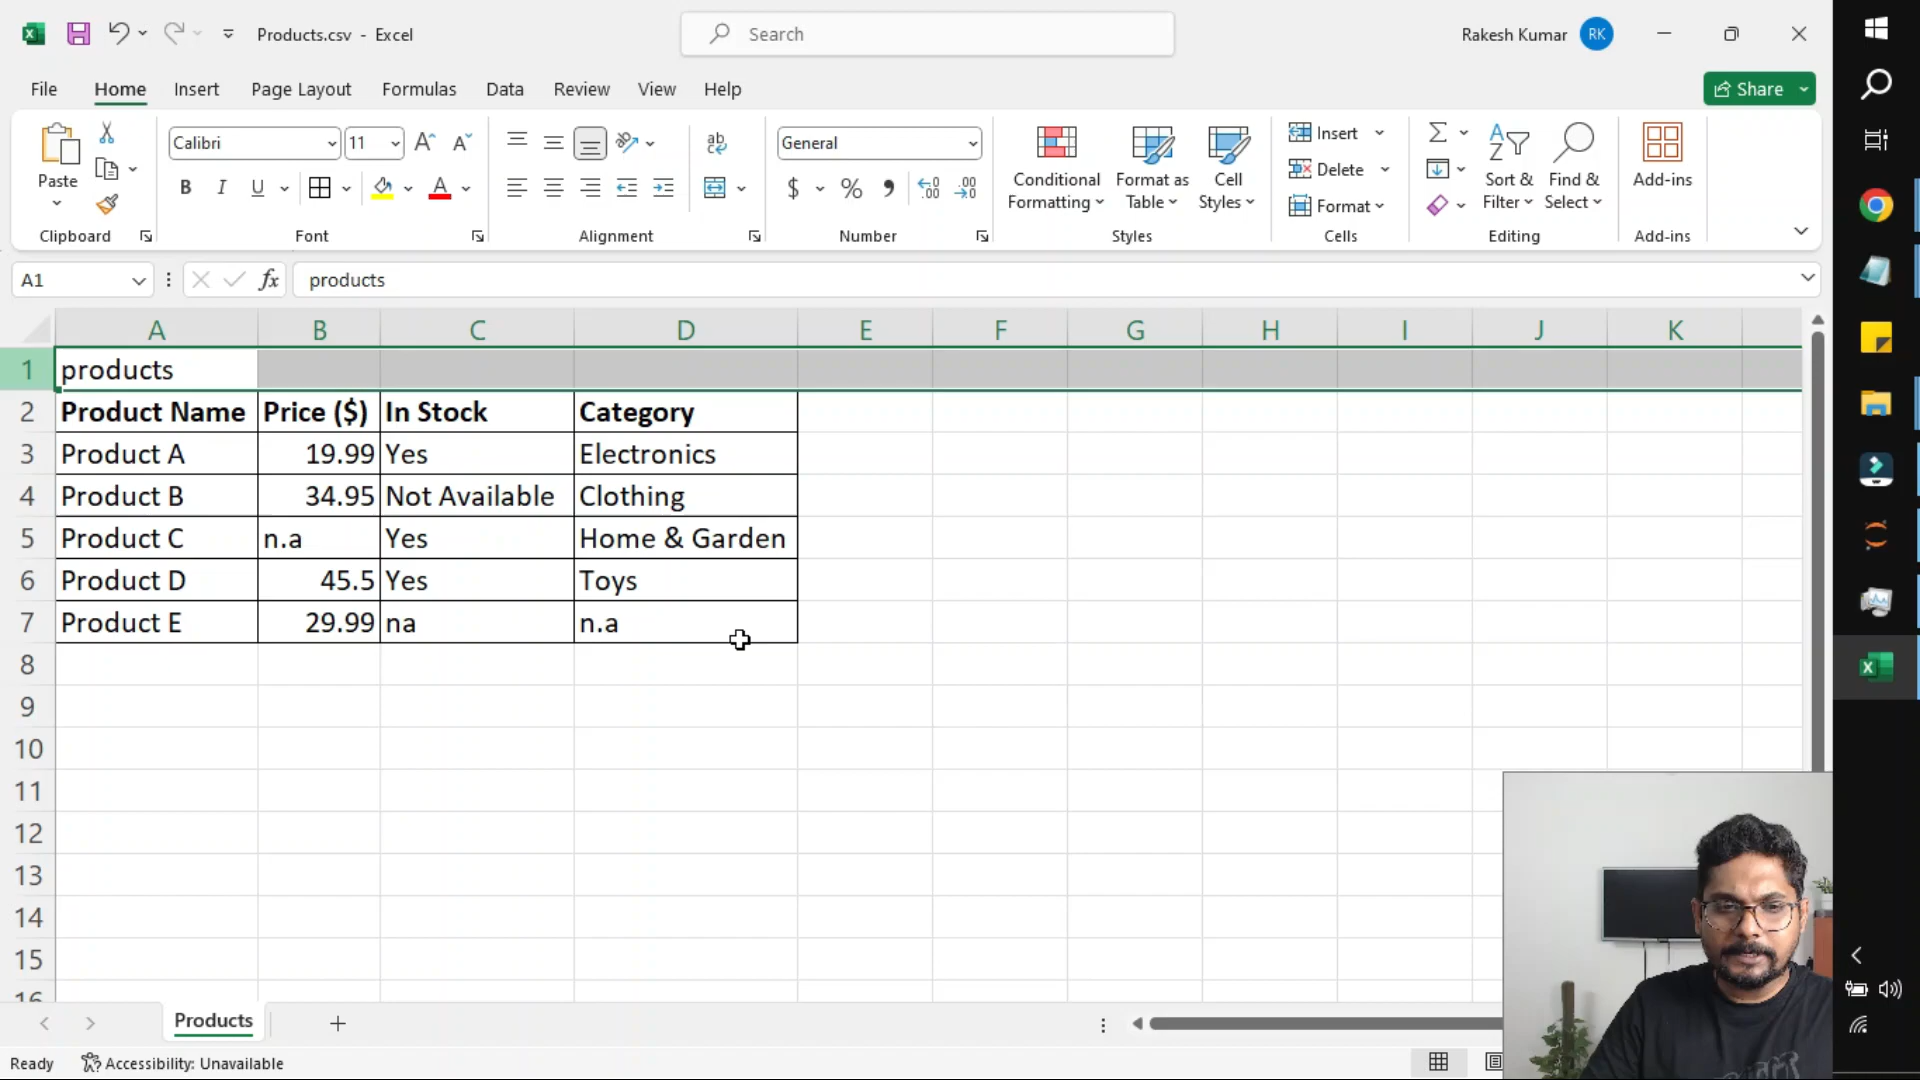 Products.csv - Excel
Search
Rakesh Kumar RK
File Home Insert Page Layout Formulas Data Review View Help
Share
Paste
Clipboard
Calibri 11
B I U
A
Font
ab
Alignment
General
$ %
Number
Conditional Formatting
Format as Table
Cell Styles
Styles
Insert
Delete
Format
Cells
Sort & Filter
Find & Select
Editing
Add-ins
Add-ins
A1 fx products
A B C D E F G H I J K
1 products
2 Product Name Price ($) In Stock Category
3 Product A 19.99 Yes Electronics
4 Product B 34.95 Not Available Clothing
5 Product C n.a Yes Home & Garden
6 Product D 45.5 Yes Toys
7 Product E 29.99 na n.a
8
9
10
11
12
13
14
15
16
Products
Ready Accessibility: Unavailable